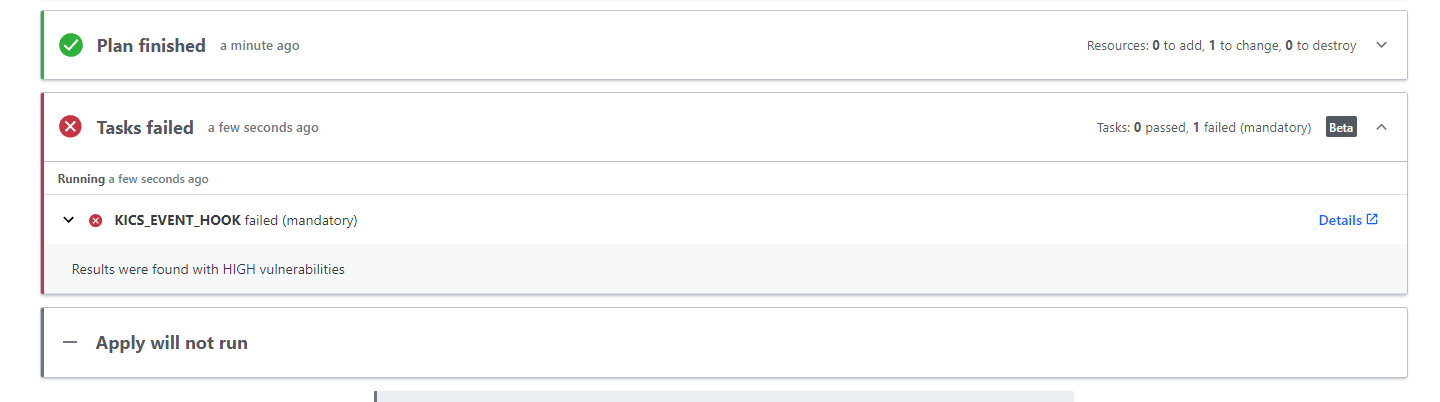 Plan finished a minute ago Resources: 0 to add, 1 to change, 0 to destroy
Tasks failed a few seconds ago Tasks: 0 passed, 1 failed (mandatory) Beta
Running a few seconds ago
KICS_EVENT_HOOK failed (mandatory) Details
Results were found with HIGH vulnerabilities
Apply will not run